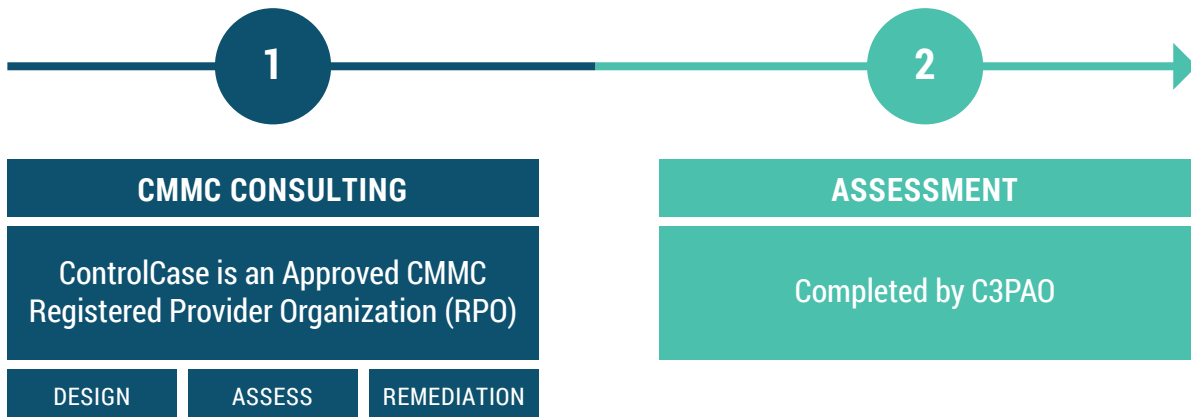 1
2
CMMC CONSULTING
ControlCase is an Approved CMMC
Registered Provider Organization (RPO)
DESIGN
ASSESS
REMEDIATION
ASSESSMENT
Completed by C3PAO